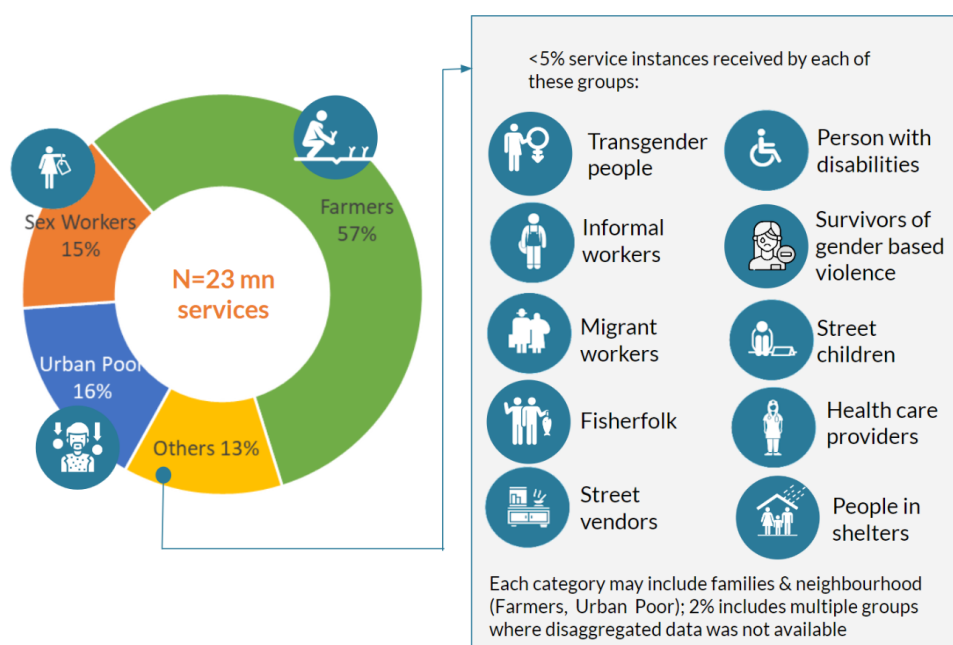 Farmers
57%
Sex Workers
15%
N=23 mn
services
Urban Poor
16%
Others 13%
<5% service instances received by each of
these groups:
Transgender
people
Person with
disabilities
Informal
workers
Survivors of
gender based
violence
Migrant
workers
Street
children
Fisherfolk
Health care
providers
Street
vendors
People in
shelters
Each category may include families & neighbourhood
(Farmers, Urban Poor); 2% includes multiple groups
where disaggregated data was not available